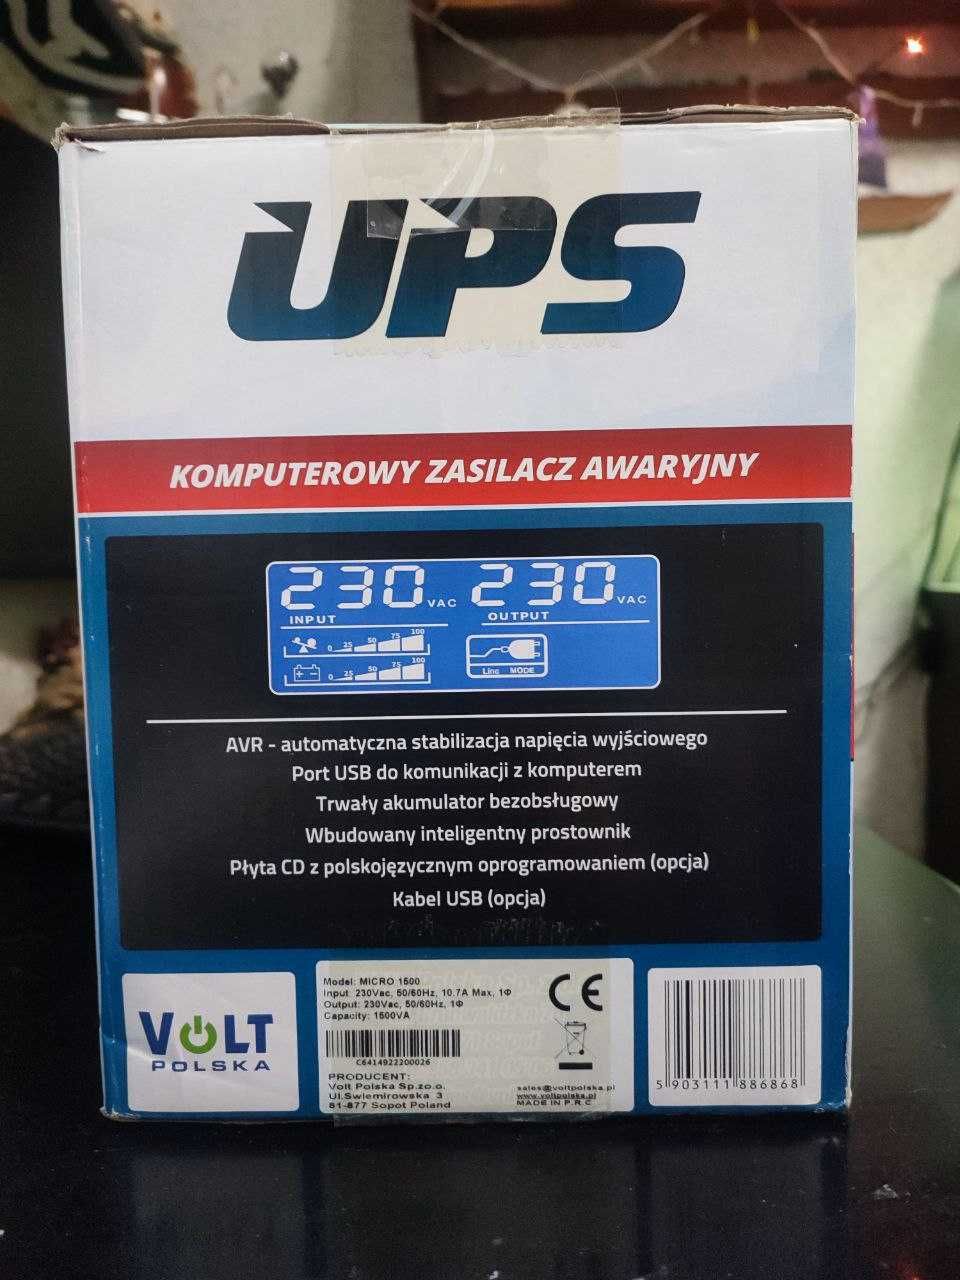 UPS
KOMPUTEROWY ZASILACZ AWARYJNY
230 VAC 230 VAC
INPUT OUTPUT
0 25 50 75 100
0 25 50 75 100
Line MODE
AVR - automatyczna stabilizacja napięcia wyjściowego
Port USB do komunikacji z komputerem
Trwały akumulator bezobsługowy
Wbudowany inteligentny prostownik
Płyta CD z polskojęzycznym oprogramowaniem (opcja)
Kabel USB (opcja)
VOLT
POLSKA
Model: MICRO 1500
Input: 230Vac, 50/60Hz, 10.7A Max, 1Φ
Output: 230Vac, 50/60Hz, 1Φ
Capacity: 1500VA
CE
C6414922200026
PRODUCENT:
Volt Polska Sp.zo.o.
Ul.Swiemirowska 3
81-877 Sopot Poland
sales@voltpolska.pl
www.voltpolska.pl
MADE IN P.R.C
5 903111 886868